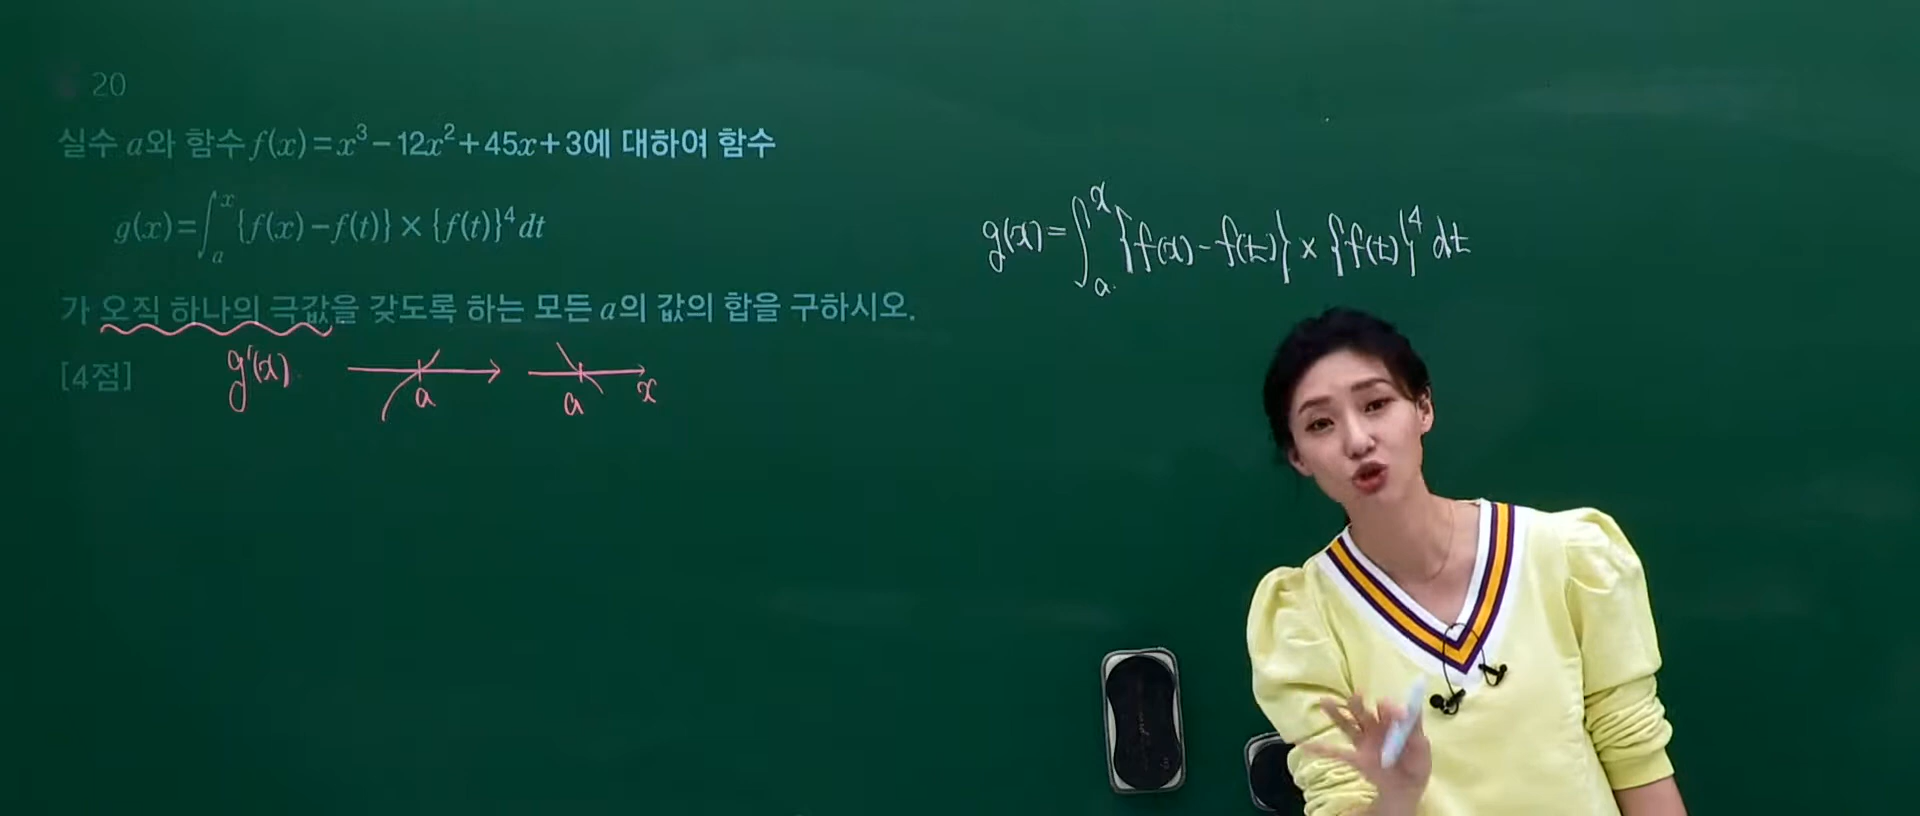 20
실수 a와 함수 f(x)=x³-12x²+45x+3에 대하여 함수
g(x)=∫ₐˣ{f(x)-f(t)}×{f(t)}⁴dt
가 오직 하나의 극값을 갖도록 하는 모든 a의 값의 합을 구하시오.
[4점]
g'(x)
a
a
x
g(x)=∫ₐˣ{f(x)-f(t)}×{f(t)}⁴dt